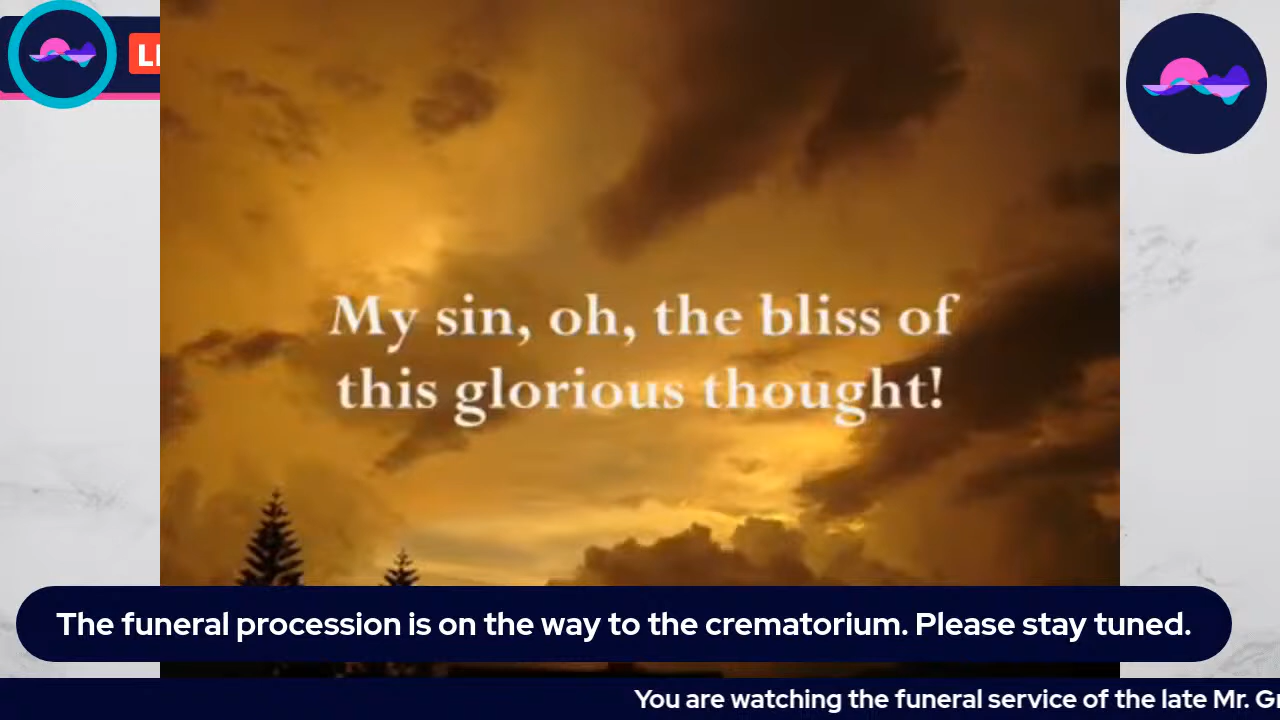 My sin, oh, the bliss of
this glorious thought!
The funeral procession is on the way to the crematorium. Please stay tuned.
You are watching the funeral service of the late Mr.